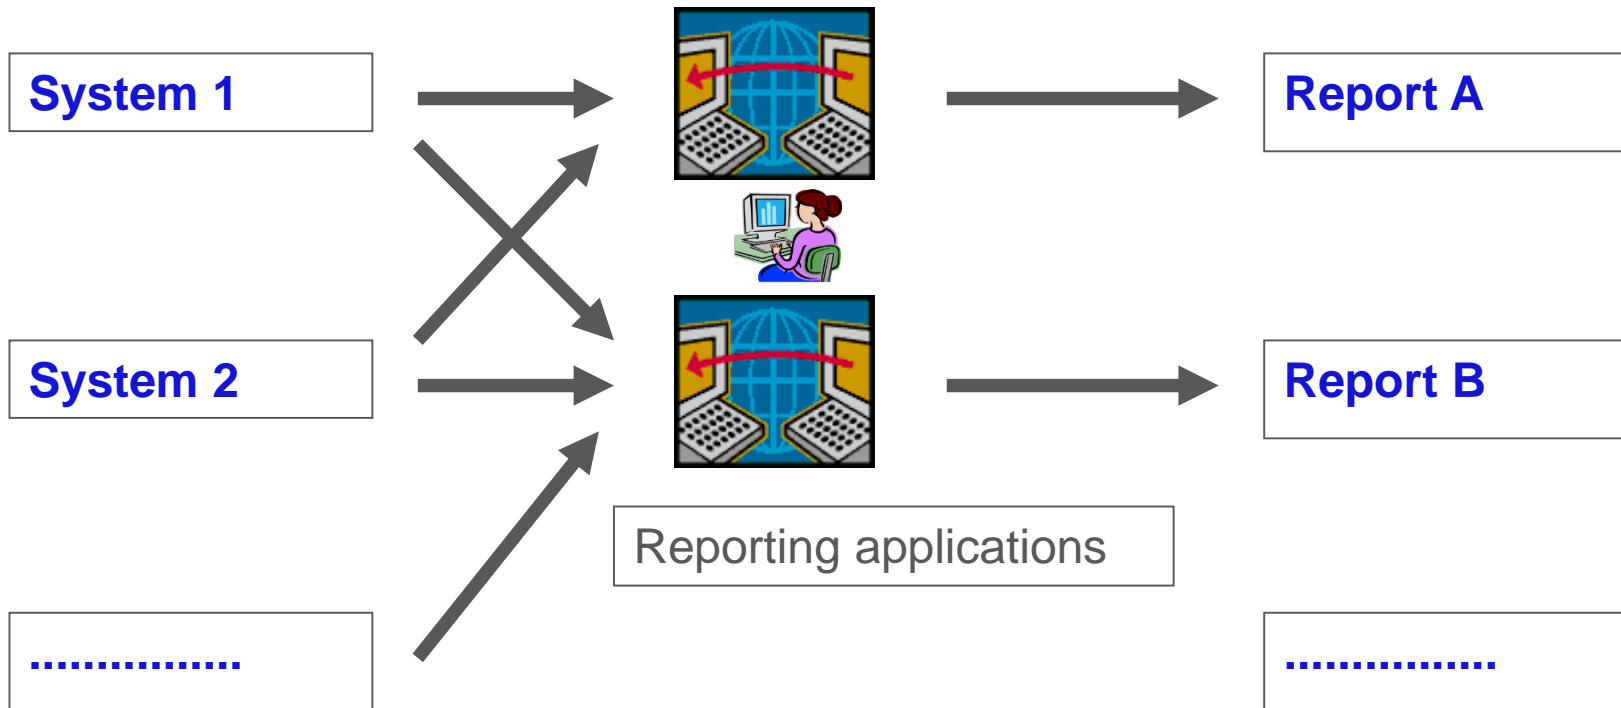 System 1
Report A
System 2
Report B
Reporting applications
................
................